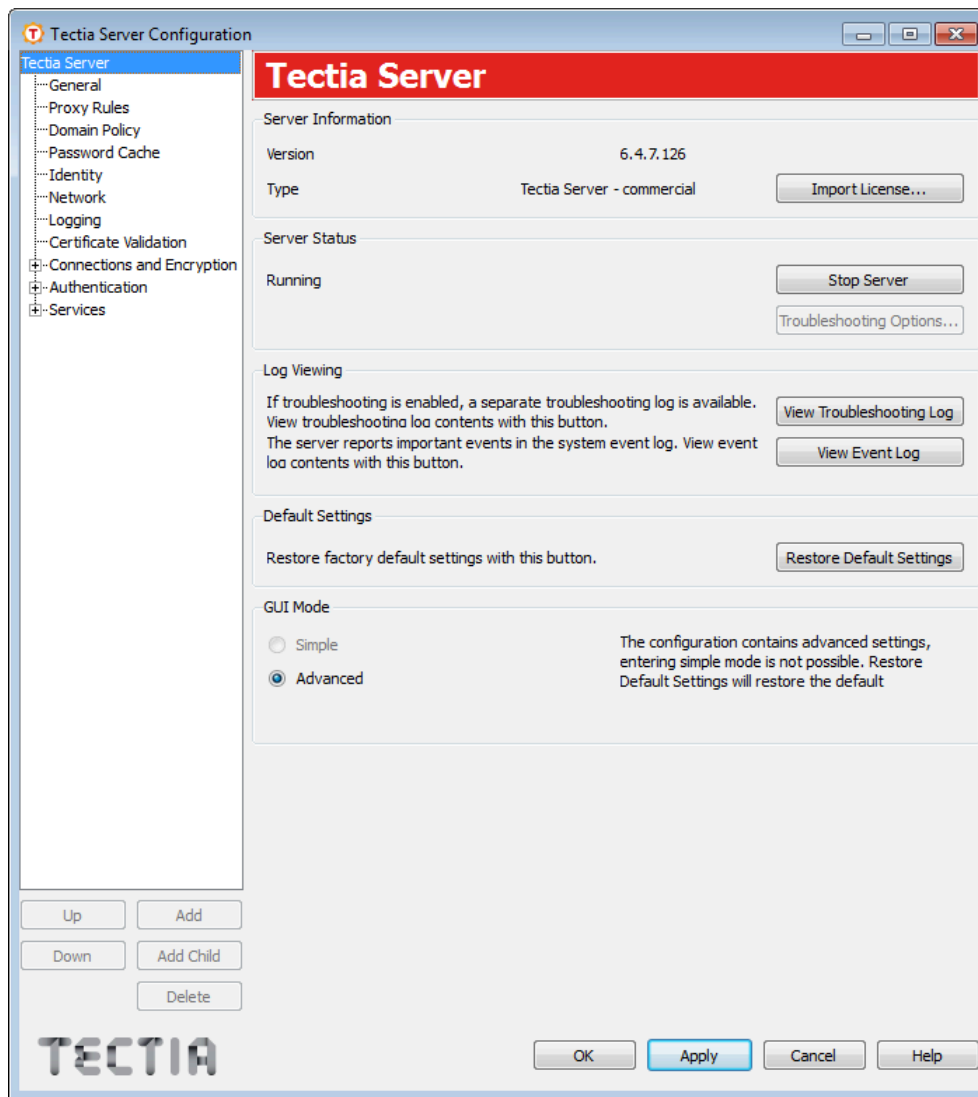 Tectia Server Configuration
Tectia Server
General
Proxy Rules
Domain Policy
Password Cache
Identity
Network
Logging
Certificate Validation
Connections and Encryption
Authentication
Services
Up
Add
Down
Add Child
Delete
TECTIA
Tectia Server
Server Information
Version 6.4.7.126
Type Tectia Server - commercial Import License...
Server Status
Running Stop Server
Troubleshooting Options...
Log Viewing
If troubleshooting is enabled, a separate troubleshooting log is available.
View troubleshooting log contents with this button.
View Troubleshooting Log
The server reports important events in the system event log. View event
log contents with this button.
View Event Log
Default Settings
Restore factory default settings with this button. Restore Default Settings
GUI Mode
Simple
Advanced
The configuration contains advanced settings,
entering simple mode is not possible. Restore
Default Settings will restore the default
OK Apply Cancel Help